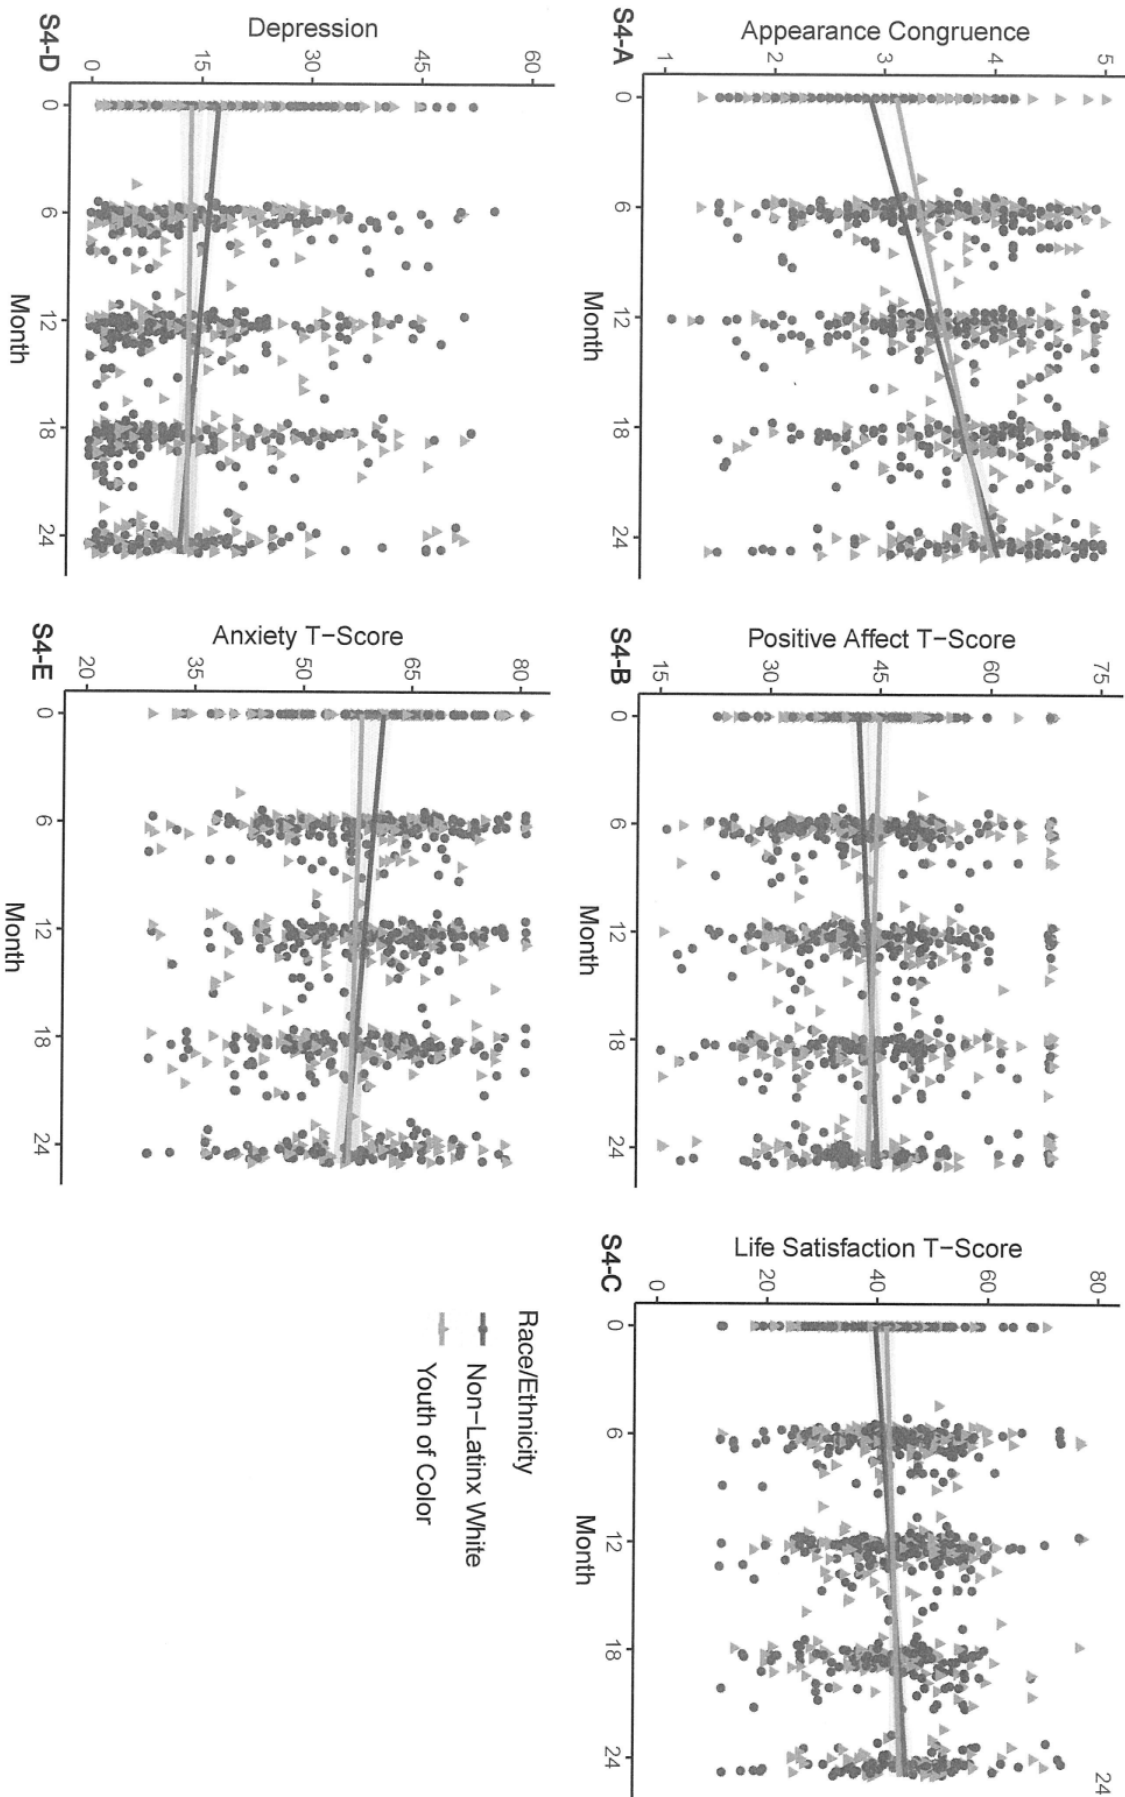 24
S4-A
Appearance Congruence
5
4
3
2
1
0
6
12
18
24
Month
S4-B
Positive Affect T−Score
75
60
45
30
15
0
6
12
18
24
Month
S4-C
Life Satisfaction T−Score
80
60
40
20
0
0
6
12
18
24
Month
S4-D
Depression
60
45
30
15
0
0
6
12
18
24
Month
S4-E
Anxiety T−Score
80
65
50
35
20
0
6
12
18
24
Month
Race/Ethnicity
Non−Latinx White
Youth of Color